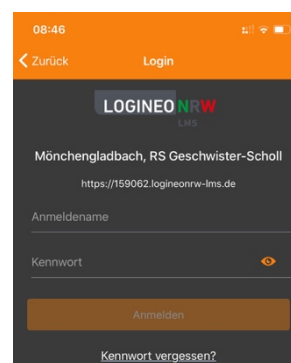 08:46
Zurück Login
LOGINEO NRW
LMS
Mönchengladbach, RS Geschwister-Scholl
https://159062.logineonrw-lms.de
Anmeldename
Kennwort
Anmelden
Kennwort vergessen?